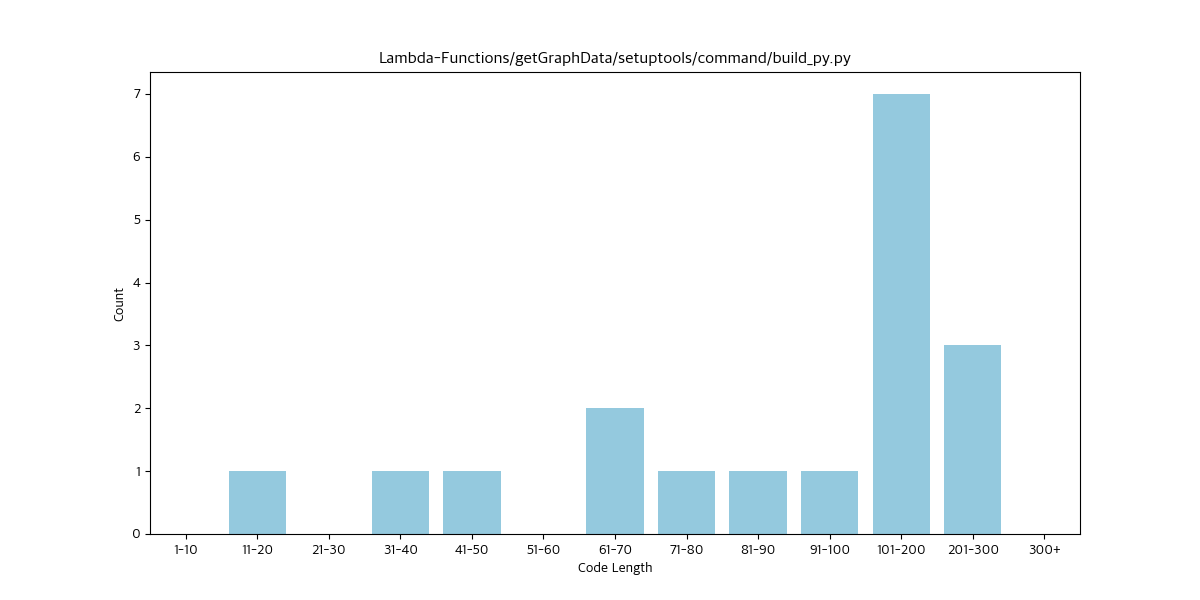 Lambda-Functions/getGraphData/setuptools/command/build_py.py
7
6
5
4
3
2
1
0
Count
1-10 11-20 21-30 31-40 41-50 51-60 61-70 71-80 81-90 91-100 101-200 201-300 300+
Code Length